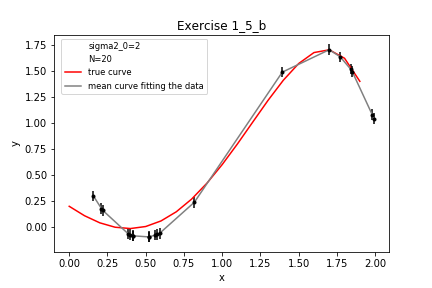 Exercise 1_5_b
sigma2_0=2
N=20
true curve
mean curve fitting the data
y
1.75
1.50
1.25
1.00
0.75
0.50
0.25
0.00
0.00 0.25 0.50 0.75 1.00 1.25 1.50 1.75 2.00
x